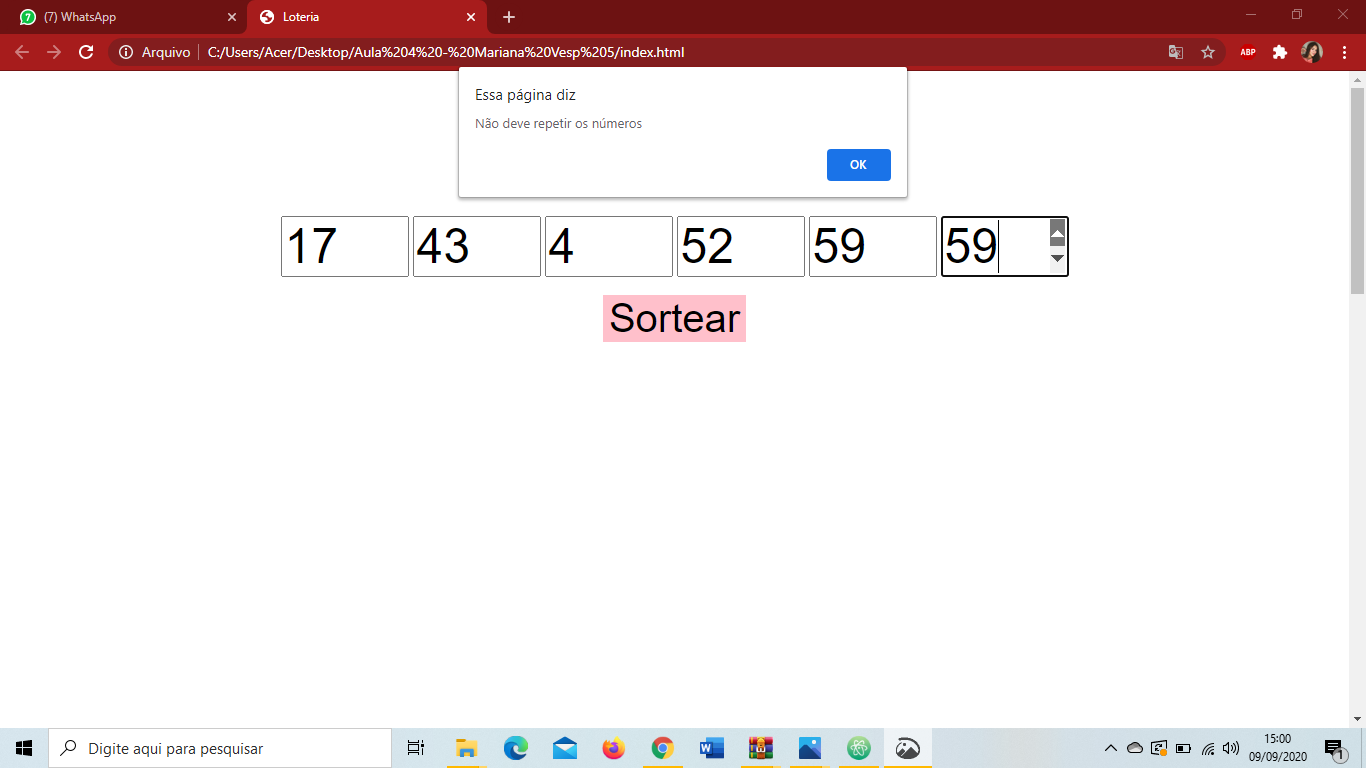 7 (7) WhatsApp
Loteria
Arquivo C:/Users/Acer/Desktop/Aula%204%20-%20Mariana%20Vesp%205/index.html
ABP
Essa página diz
Não deve repetir os números
OK
17 43 4 52 59 59
Sortear
Digite aqui para pesquisar
W
15:00
09/09/2020
1